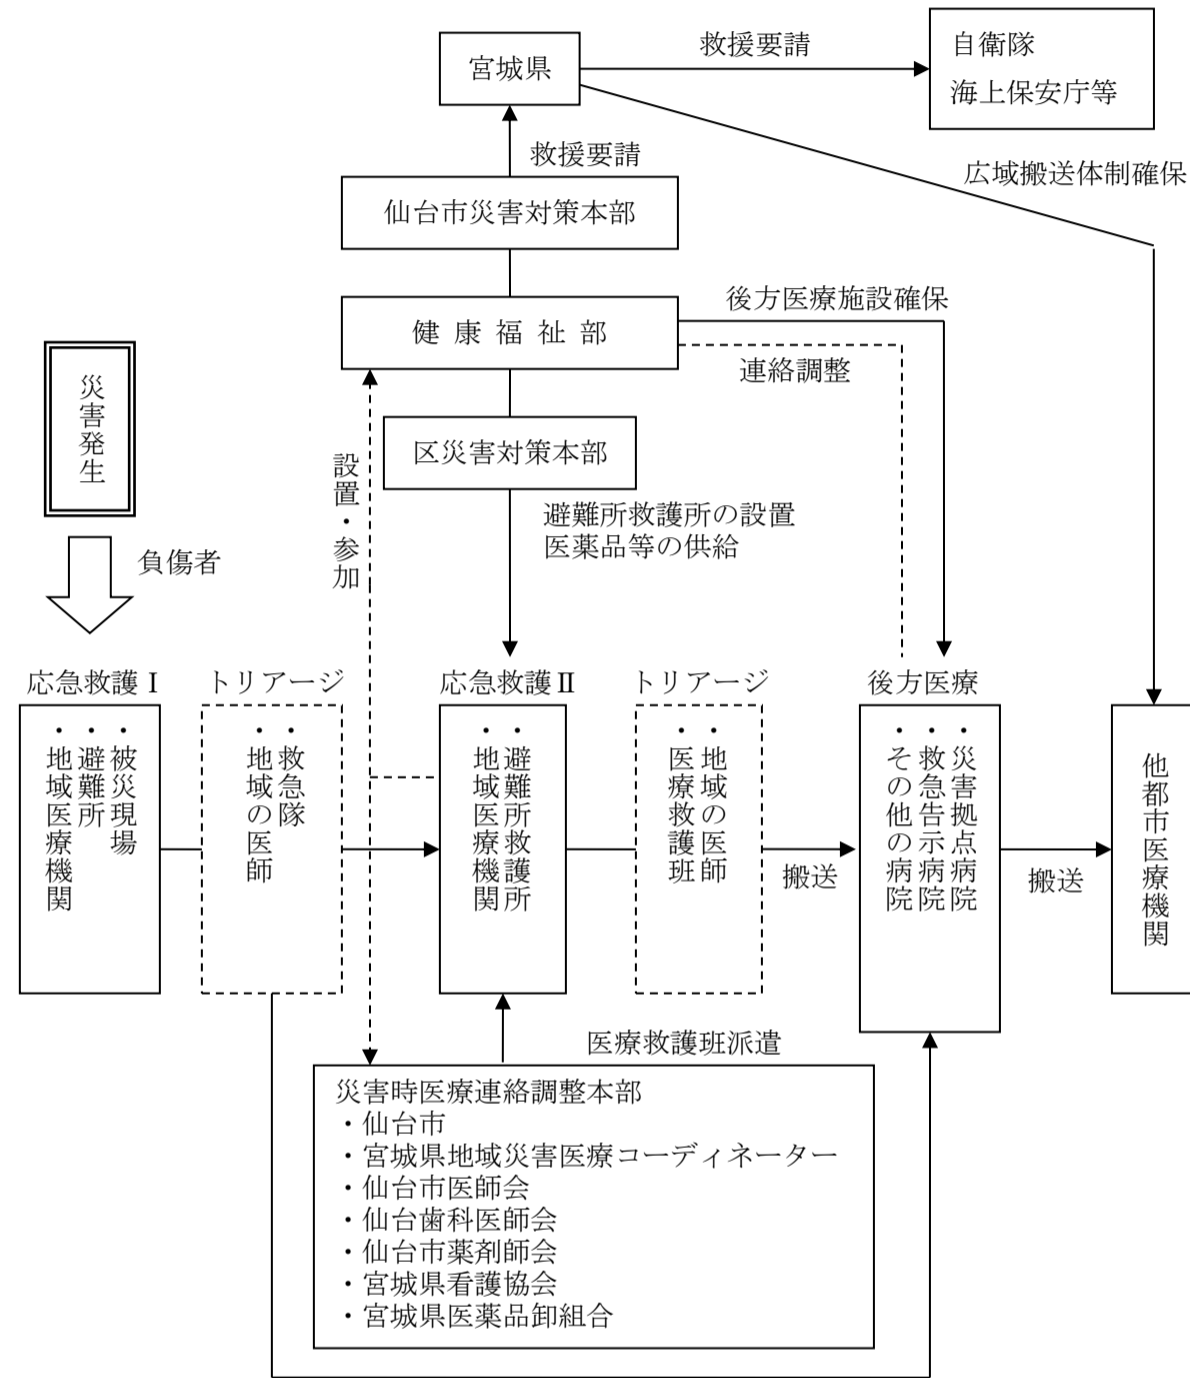 宮城県
救援要請
自衛隊
海上保安庁等
救援要請
広域搬送体制確保
仙台市災害対策本部
健康福祉部
後方医療施設確保
連絡調整
災害発生
区災害対策本部
設置・参加
避難所救護所の設置
医薬品等の供給
負傷者
応急救護Ⅰ
・被災現場
・避難所
・地域医療機関
トリアージ
・救急隊
・地域の医師
応急救護Ⅱ
・避難所救護所
・地域医療機関
トリアージ
・地域の医師
・医療救護班
搬送
後方医療
・災害拠点病院
・救急告示病院
・その他の病院
搬送
他都市医療機関
医療救護班派遣
災害時医療連絡調整本部
・仙台市
・宮城県地域災害医療コーディネーター
・仙台市医師会
・仙台歯科医師会
・仙台市薬剤師会
・宮城県看護協会
・宮城県医薬品卸組合